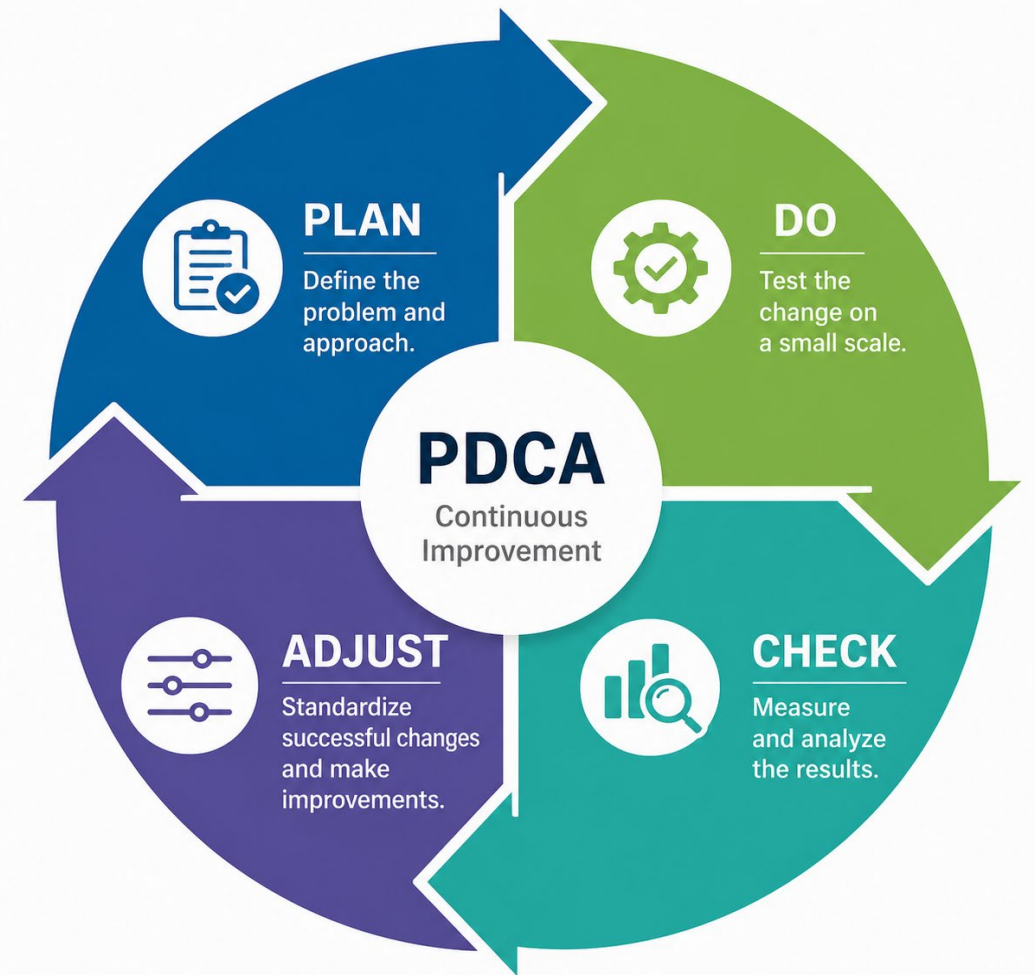 PLAN
Define the
problem and
approach.
DO
Test the
change on
a small scale.
PDCA
Continuous
Improvement
ADJUST
Standardize
successful changes
and make
improvements.
CHECK
Measure
and analyze
the results.